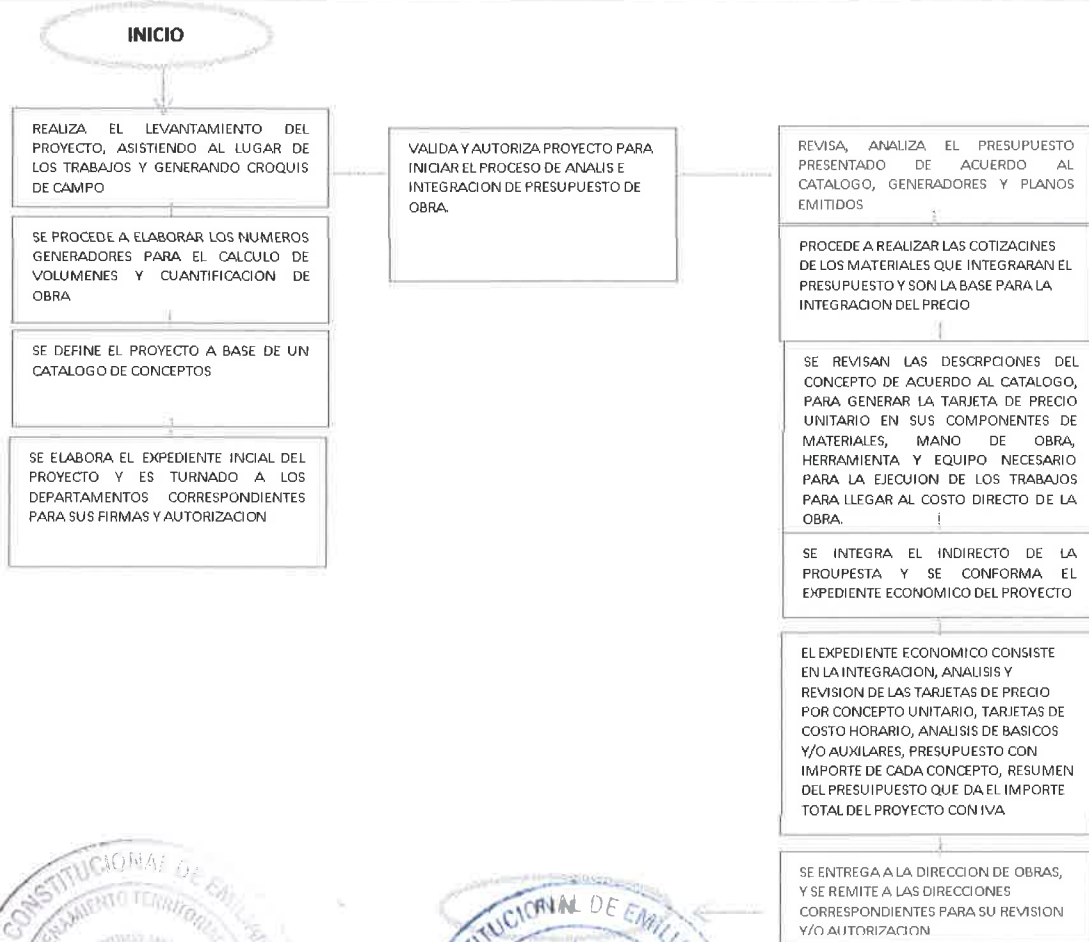 INICIO
REALIZA EL LEVANTAMIENTO DEL
PROYECTO, ASISTIENDO AL LUGAR DE
LOS TRABAJOS Y GENERANDO CROQUIS
DE CAMPO
SE PROCEDE A ELABORAR LOS NUMEROS
GENERADORES PARA EL CALCULO DE
VOLUMENES Y CUANTIFICACION DE
OBRA
SE DEFINE EL PROYECTO A BASE DE UN
CATALOGO DE CONCEPTOS
SE ELABORA EL EXPEDIENTE INCIAL DEL
PROYECTO Y ES TURNADO A LOS
DEPARTAMENTOS CORRESPONDIENTES
PARA SUS FIRMAS Y AUTORIZACION
VALIDA Y AUTORIZA PROYECTO PARA
INICIAR EL PROCESO DE ANALIS E
INTEGRACION DE PRESUPUESTO DE
OBRA.
REVISA, ANALIZA EL PRESUPUESTO
PRESENTADO DE ACUERDO AL
CATALOGO, GENERADORES Y PLANOS
EMITIDOS
PROCEDE A REALIZAR LAS COTIZACINES
DE LOS MATERIALES QUE INTEGRARAN EL
PRESUPUESTO Y SON LA BASE PARA LA
INTEGRACION DEL PRECIO
SE REVISAN LAS DESCRPCIONES DEL
CONCEPTO DE ACUERDO AL CATALOGO,
PARA GENERAR LA TARJETA DE PRECIO
UNITARIO EN SUS COMPONENTES DE
MATERIALES, MANO DE OBRA,
HERRAMIENTA Y EQUIPO NECESARIO
PARA LA EJECUION DE LOS TRABAJOS
PARA LLEGAR AL COSTO DIRECTO DE LA
OBRA.
SE INTEGRA EL INDIRECTO DE LA
PROUPESTA Y SE CONFORMA EL
EXPEDIENTE ECONOMICO DEL PROYECTO
EL EXPEDIENTE ECONOMICO CONSISTE
EN LA INTEGRACION, ANALISIS Y
REVISION DE LAS TARJETAS DE PRECIO
POR CONCEPTO UNITARIO, TARJETAS DE
COSTO HORARIO, ANALISIS DE BASICOS
Y/O AUXILARES, PRESUPUESTO CON
IMPORTE DE CADA CONCEPTO, RESUMEN
DEL PRESUIPUESTO QUE DA EL IMPORTE
TOTAL DEL PROYECTO CON IVA
SE ENTREGA A LA DIRECCION DE OBRAS,
Y SE REMITE A LAS DIRECCIONES
CORRESPONDIENTES PARA SU REVISION
Y/O AUTORIZACION
CONSTITUCIONAL DE